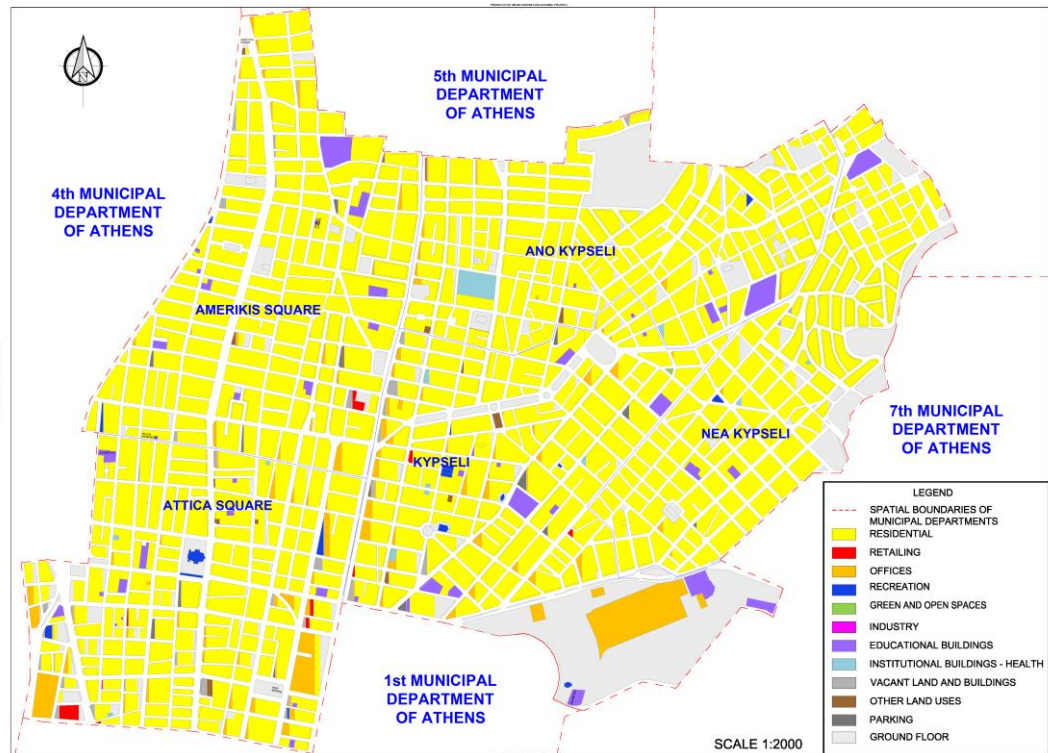 N
5th MUNICIPAL
DEPARTMENT
OF ATHENS
4th MUNICIPAL
DEPARTMENT
OF ATHENS
ANO KYPSELI
AMERIKIS SQUARE
7th MUNICIPAL
DEPARTMENT
OF ATHENS
NEA KYPSELI
KYPSELI
ATTICA SQUARE
1st MUNICIPAL
DEPARTMENT
OF ATHENS
LEGEND
SPATIAL BOUNDARIES OF
MUNICIPAL DEPARTMENTS
RESIDENTIAL
RETAILING
OFFICES
RECREATION
GREEN AND OPEN SPACES
INDUSTRY
EDUCATIONAL BUILDINGS
INSTITUTIONAL BUILDINGS - HEALTH
VACANT LAND AND BUILDINGS
OTHER LAND USES
PARKING
GROUND FLOOR
SCALE 1:2000